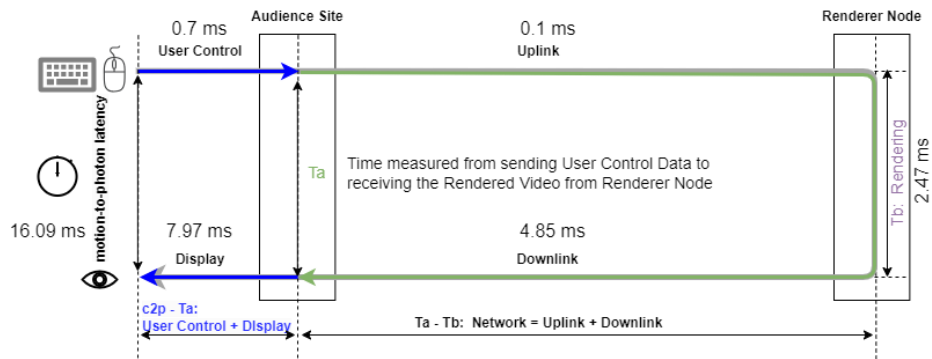 Audience Site
Renderer Node
0.7 ms
User Control
0.1 ms
Uplink
motion-to-photon latency
16.09 ms
Ta
Time measured from sending User Control Data to
receiving the Rendered Video from Renderer Node
Tb: Rendering
2.47 ms
7.97 ms
Display
4.85 ms
Downlink
c2p - Ta:
User Control + DIsplay
Ta - Tb: Network = Uplink + Downlink